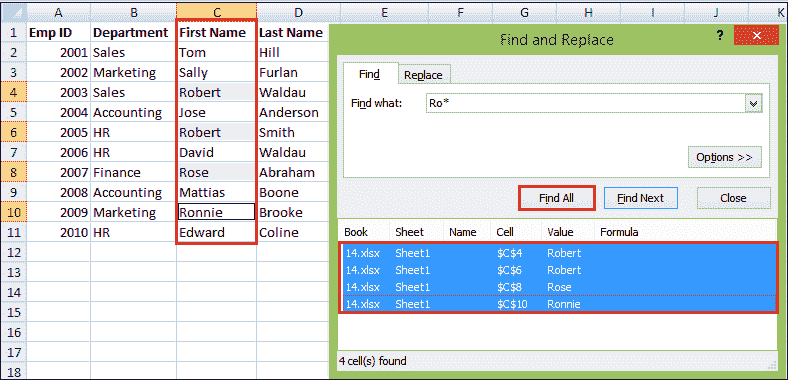 A B C D E F G H I J K
1 Emp ID Department First Name Last Name
2 2001 Sales Tom Hill
3 2002 Marketing Sally Furlan
4 2003 Sales Robert Waldau
5 2004 Accounting Jose Anderson
6 2005 HR Robert Smith
7 2006 HR David Waldau
8 2007 Finance Rose Abraham
9 2008 Accounting Mattias Boone
10 2009 Marketing Ronnie Brooke
11 2010 HR Edward Coline
12
13
14
15
16
17
18
Find and Replace ? ×
Find Replace
Find what: Ro*
Options >>
Find All Find Next Close
Book Sheet Name Cell Value Formula
14.xlsx Sheet1 $C$4 Robert
14.xlsx Sheet1 $C$6 Robert
14.xlsx Sheet1 $C$8 Rose
14.xlsx Sheet1 $C$10 Ronnie
4 cell(s) found